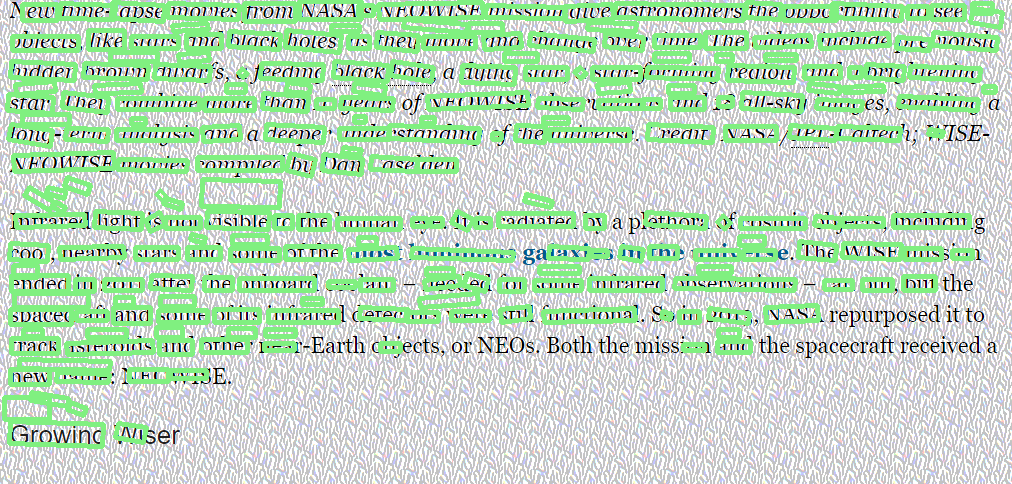 New time-lapse movies from NASA's NEOWISE mission give astronomers the opportunity to see
objects, like stars and black holes, as they move and change over time. The videos include previously
hidden brown dwarfs, a feeding black hole, a dying star, a star-forming region, and a brightening
star. They combine more than 10 years of NEOWISE observations and 18 all-sky images, enabling a
long-term analysis and a deeper understanding of the universe. Credit: NASA/JPL-Caltech; WISE-
NEOWISE movies compiled by Dan Caselden
Infrared light is not visible to the human eye. It is radiated by a plethora of cosmic objects, including
cool, nearby stars and some of the most luminous galaxies in the universe. The WISE mission
ended in 2011 after the onboard coolant – needed for some infrared observations – ran out, but the
spacecraft and some of its infrared detectors were still functional. So in 2013, NASA repurposed it to
track asteroids and other near-Earth objects, or NEOs. Both the mission and the spacecraft received a
new name: NEOWISE.
Growing Wiser